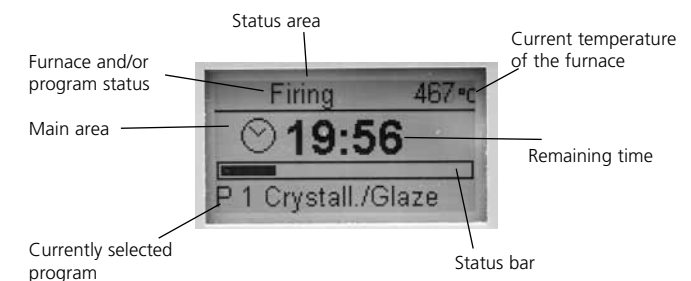 Status area
Furnace and/or
program status
Current temperature
of the furnace
Firing
467 °C
Main area
19:56
Remaining time
P 1 Crystall./Glaze
Currently selected
program
Status bar